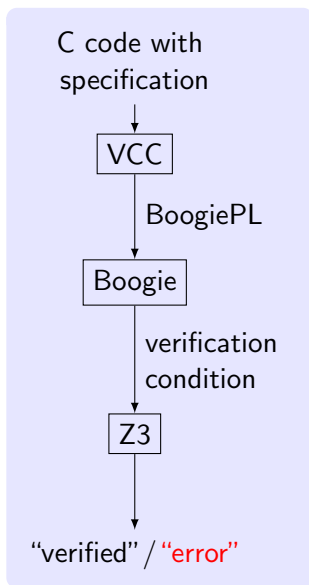 C code with
specification
VCC
BoogiePL
Boogie
verification
condition
Z3
“verified” / “error”